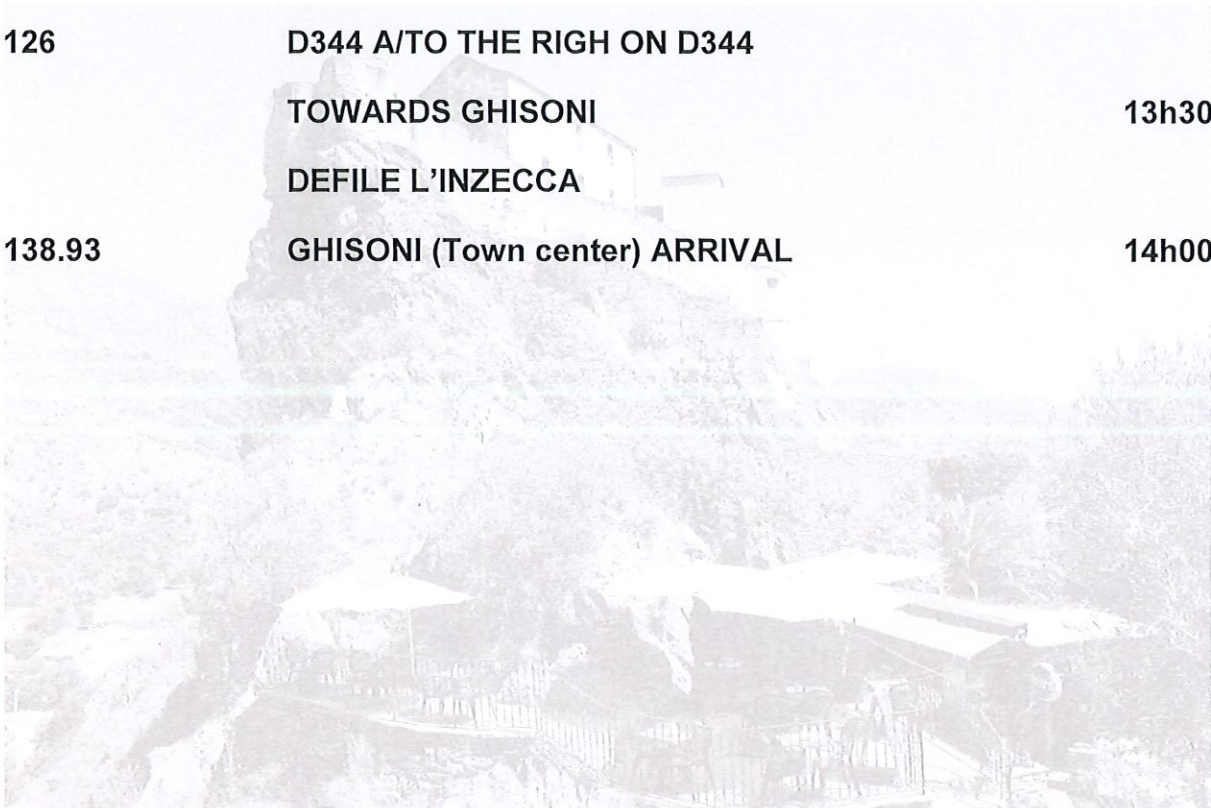 126 D344 A/TO THE RIGH ON D344
TOWARDS GHISONI 13h30
DEFILE L'INZECCA
138.93 GHISONI (Town center) ARRIVAL 14h00